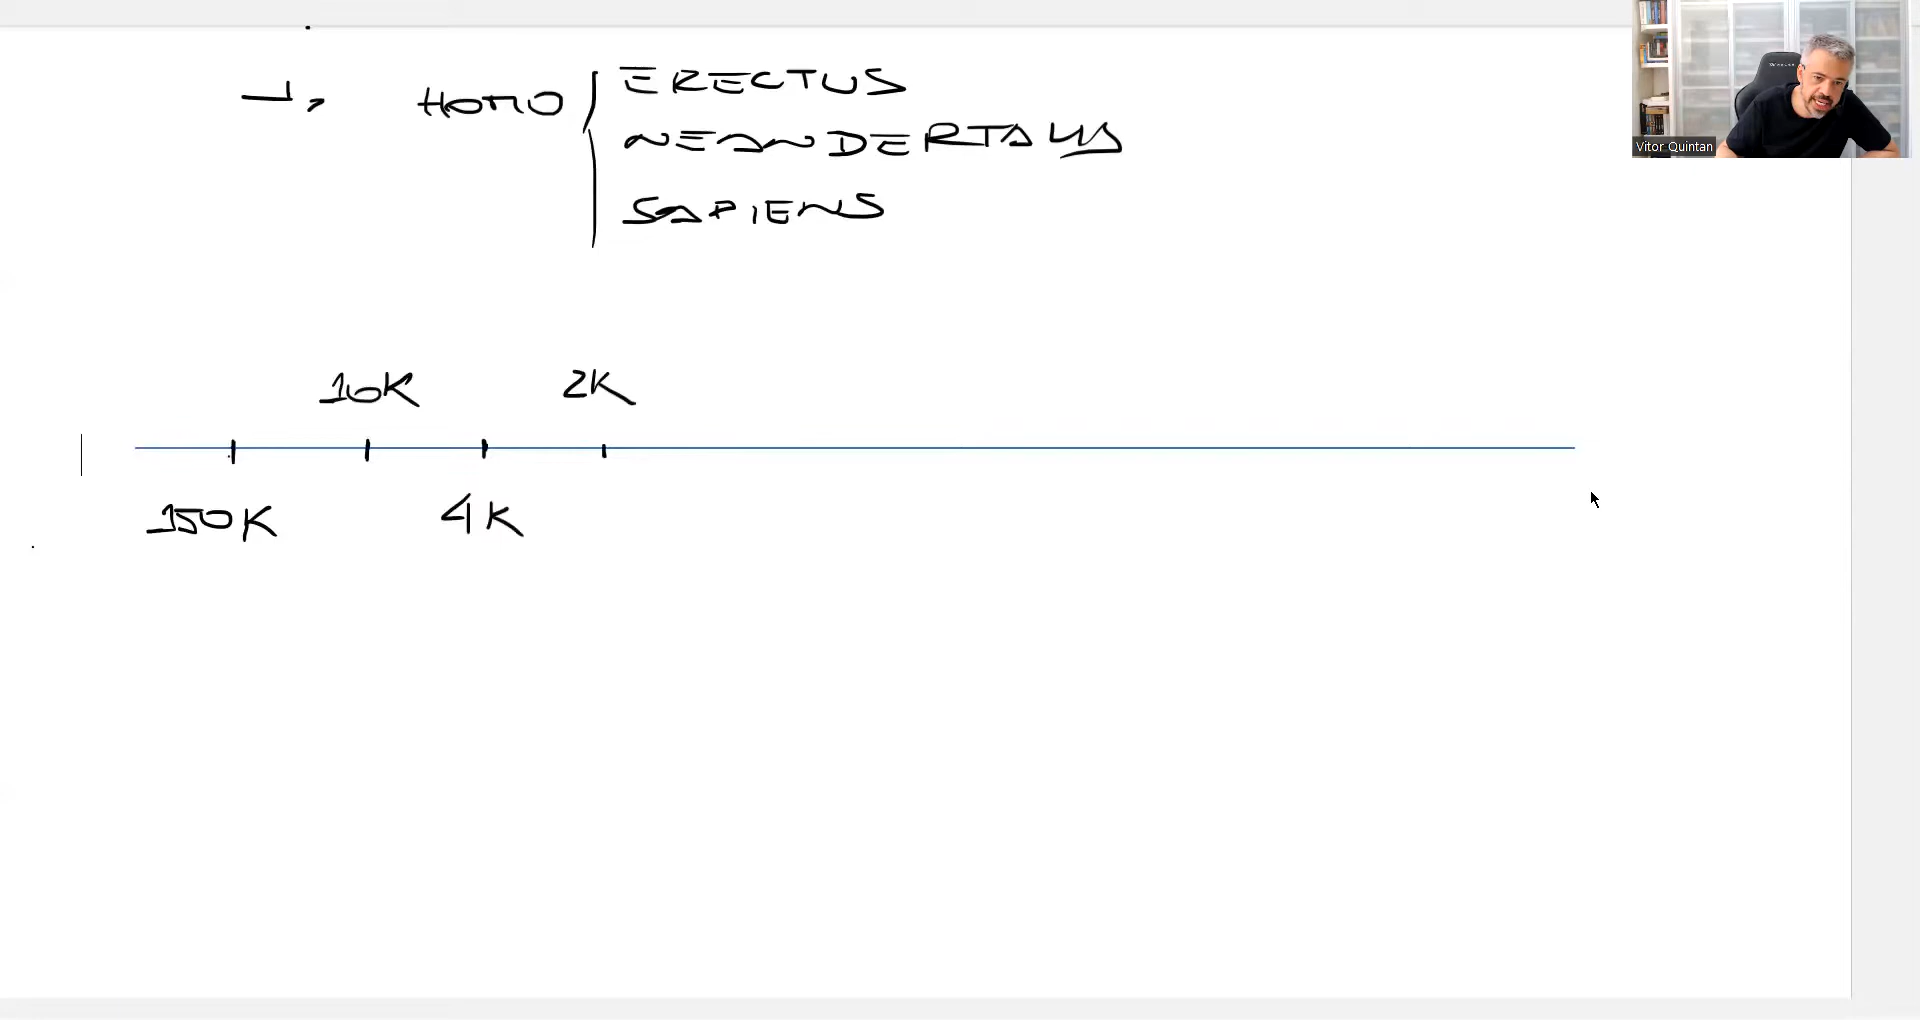 HOMO
ERECTUS
NEANDERTALIS
SAPIENS
10K
2K
150K
4K
Vitor Quintan